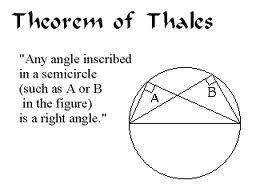 Theorem of Thales
"Any angle inscribed
in a semicircle
(such as A or B
in the figure)
is a right angle."
A
B